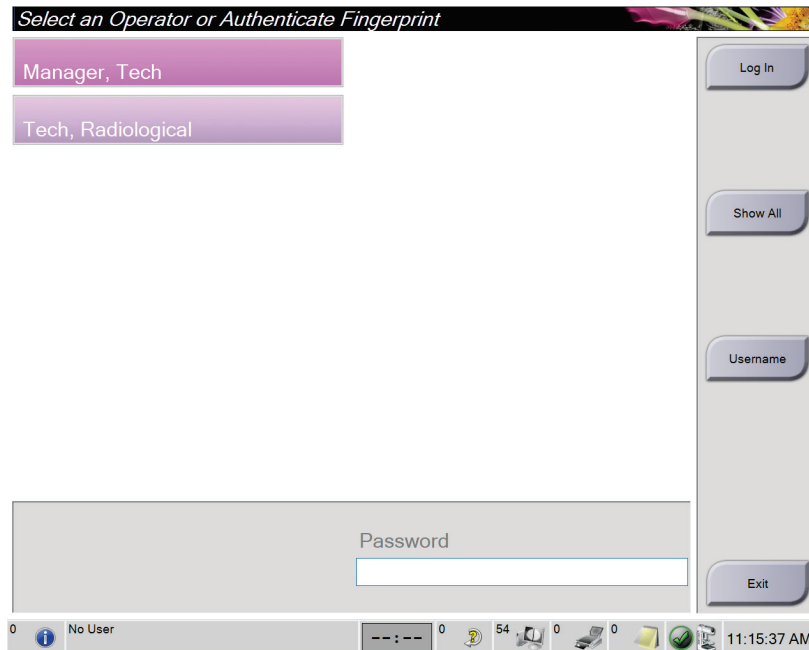 Select an Operator or Authenticate Fingerprint
Manager, Tech
Log In
Tech, Radiological
Show All
Username
Password
Exit
0 No User --:-- 0 54 0 0 11:15:37 AM